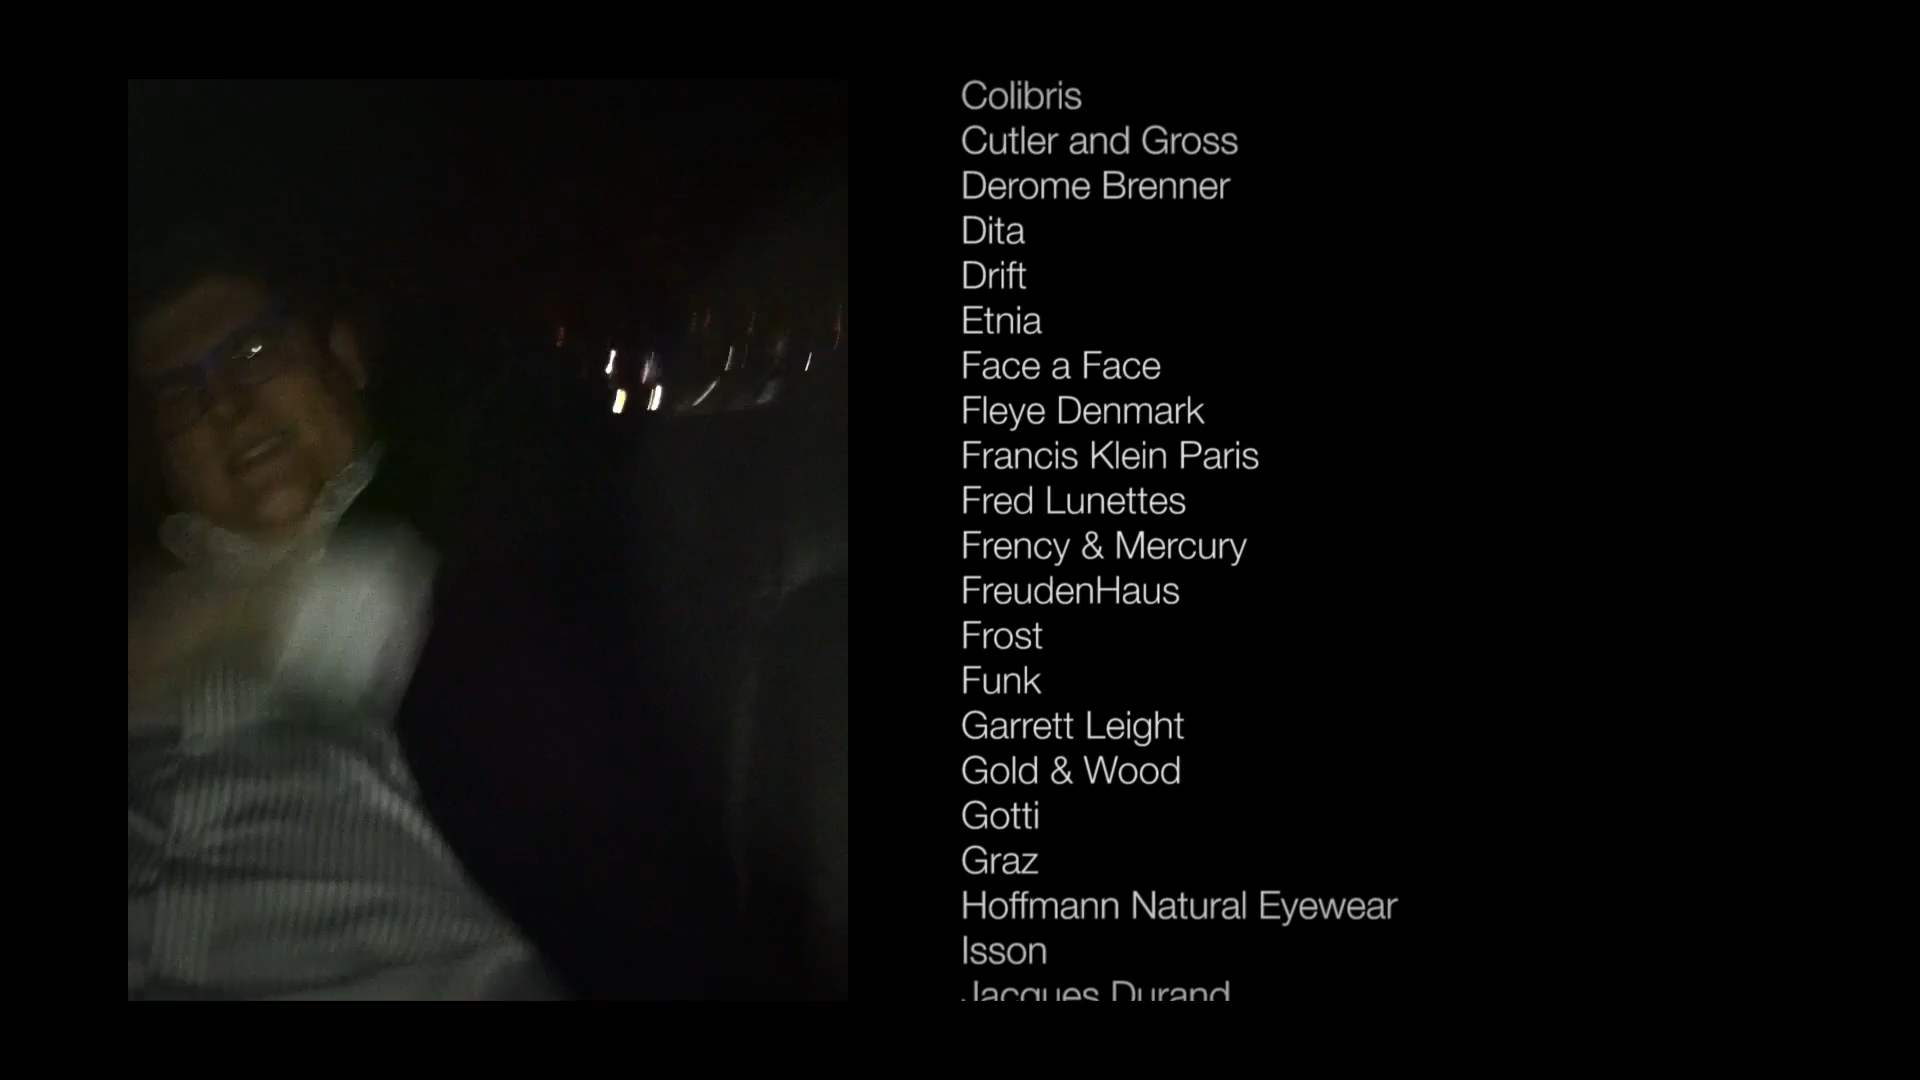 Colibris
Cutler and Gross
Derome Brenner
Dita
Drift
Etnia
Face a Face
Fleye Denmark
Francis Klein Paris
Fred Lunettes
Frency & Mercury
FreudenHaus
Frost
Funk
Garrett Leight
Gold & Wood
Gotti
Graz
Hoffmann Natural Eyewear
Isson
Jacques Durand